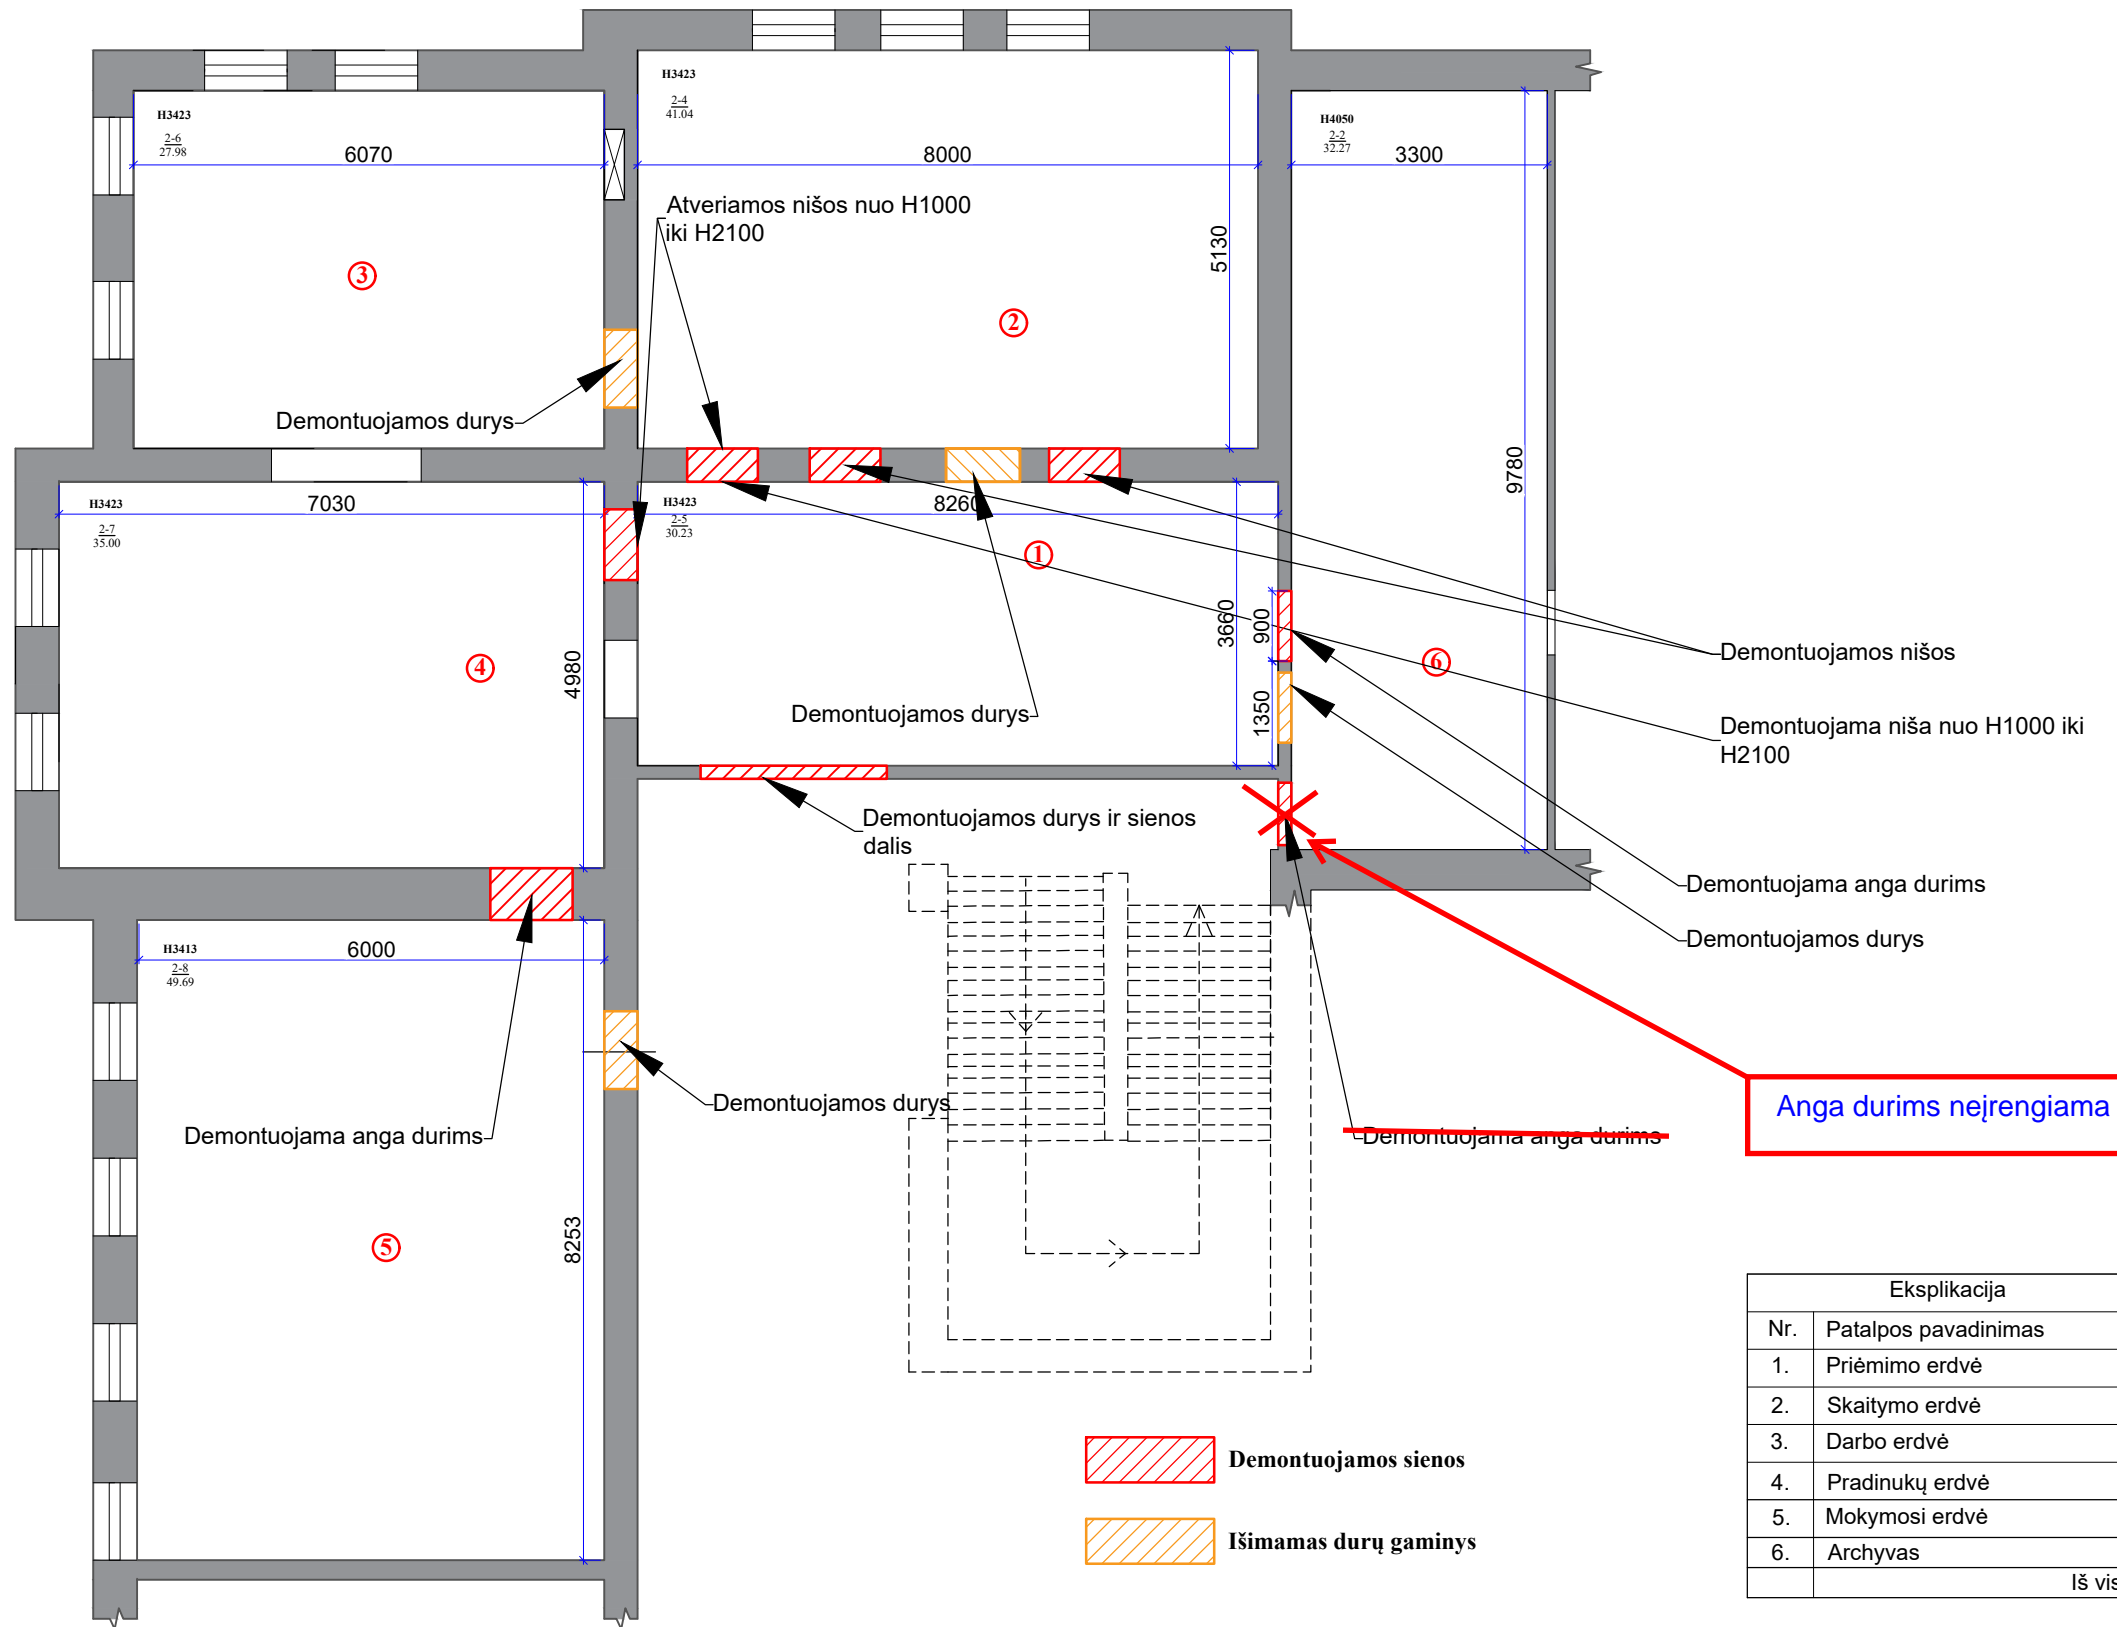 H3423
2-4
41.04
H3423
2-6
27.98
H4050
2-2
32.27
6070
8000
3300
Atveriamos nišos nuo H1000
iki H2100
5130
3
2
Demontuojamos durys
9780
H3423
2-7
35.00
7030
H3423
2-5
30.23
8260
1
3660
900
4980
4
6
Demontuojamos nišos
1350
Demontuojamos durys
Demontuojama niša nuo H1000 iki
H2100
Demontuojamos durys ir sienos
dalis
Demontuojama anga durims
Demontuojamos durys
H3413
2-8
49.69
6000
Demontuojamos durys
Demontuojama anga durims
Demontuojama anga durims
Anga durims neįrengiama
8253
5
Eksplikacija
Nr. Patalpos pavadinimas
1. Priėmimo erdvė
2. Skaitymo erdvė
3. Darbo erdvė
4. Pradinukų erdvė
5. Mokymosi erdvė
6. Archyvas
Iš vis
Demontuojamos sienos
Išimamas durų gaminys